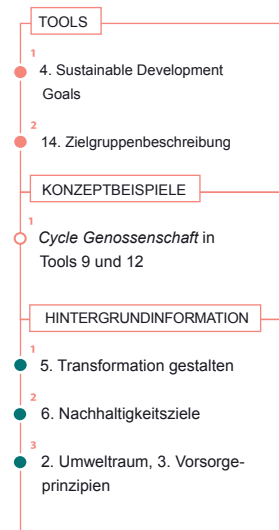 TOOLS
1
4. Sustainable Development
Goals
2
14. Zielgruppenbeschreibung
KONZEPTBEISPIELE
1
Cycle Genossenschaft in
Tools 9 und 12
HINTERGRUNDINFORMATION
1
5. Transformation gestalten
2
6. Nachhaltigkeitsziele
3
2. Umweltraum, 3. Vorsorge-
prinzipien